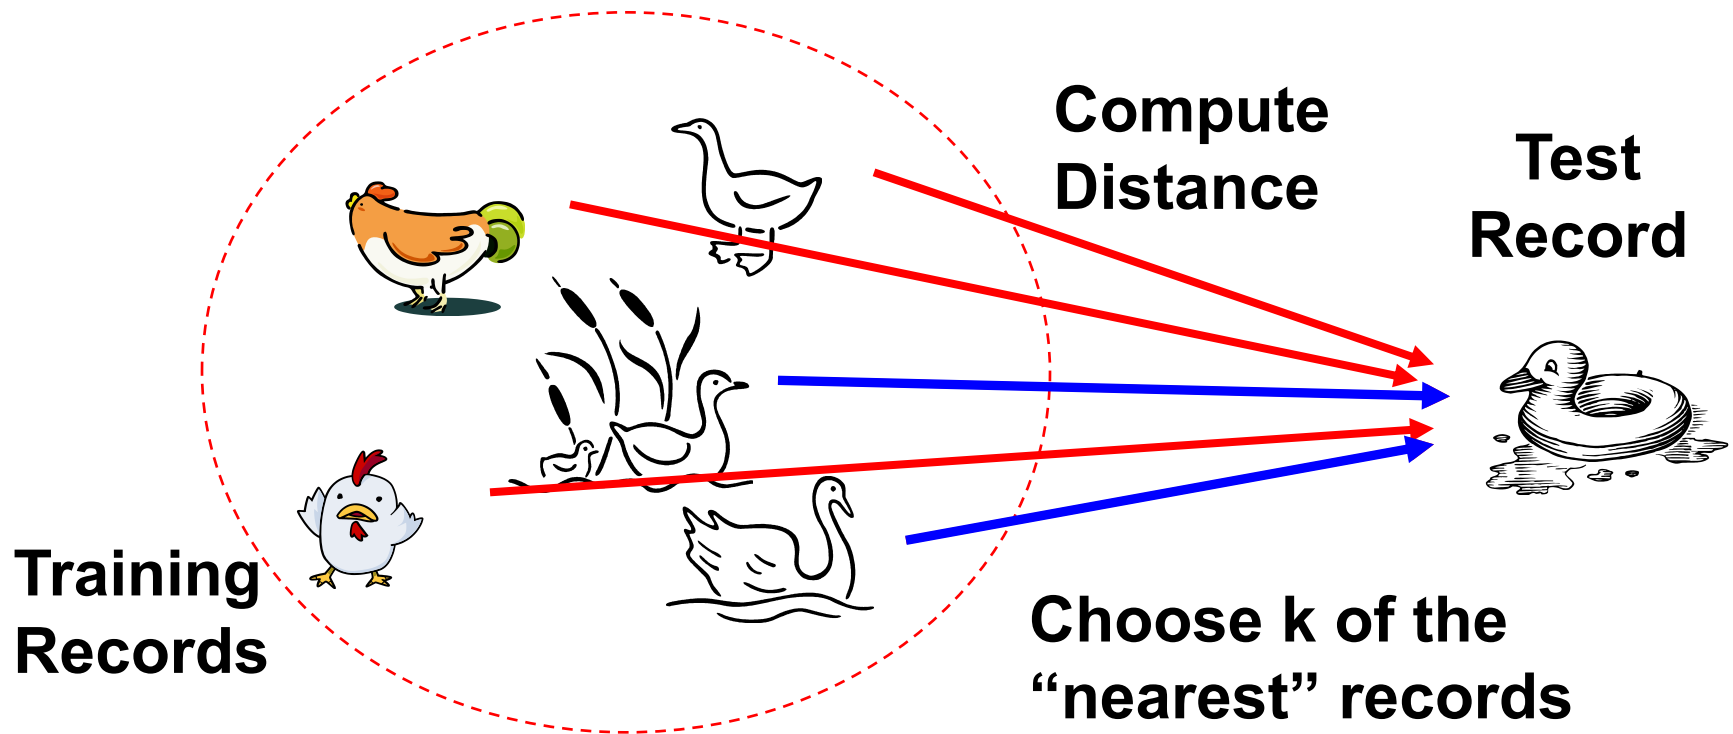 Compute
Distance
Test
Record
Training
Records
Choose k of the
“nearest” records